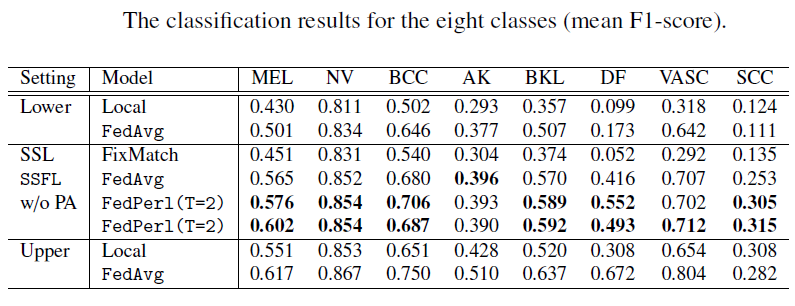 The classification results for the eight classes (mean F1-score).
Setting Model MEL NV BCC AK BKL DF VASC SCC
Lower Local 0.430 0.811 0.502 0.293 0.357 0.099 0.318 0.124
FedAvg 0.501 0.834 0.646 0.377 0.507 0.173 0.642 0.111
SSL FixMatch 0.451 0.831 0.540 0.304 0.374 0.052 0.292 0.135
SSFL FedAvg 0.565 0.852 0.680 0.396 0.570 0.416 0.707 0.253
w/o PA FedPerl(T=2) 0.576 0.854 0.706 0.393 0.589 0.552 0.702 0.305
FedPerl(T=2) 0.602 0.854 0.687 0.390 0.592 0.493 0.712 0.315
Upper Local 0.551 0.853 0.651 0.428 0.520 0.308 0.654 0.308
FedAvg 0.617 0.867 0.750 0.510 0.637 0.672 0.804 0.282